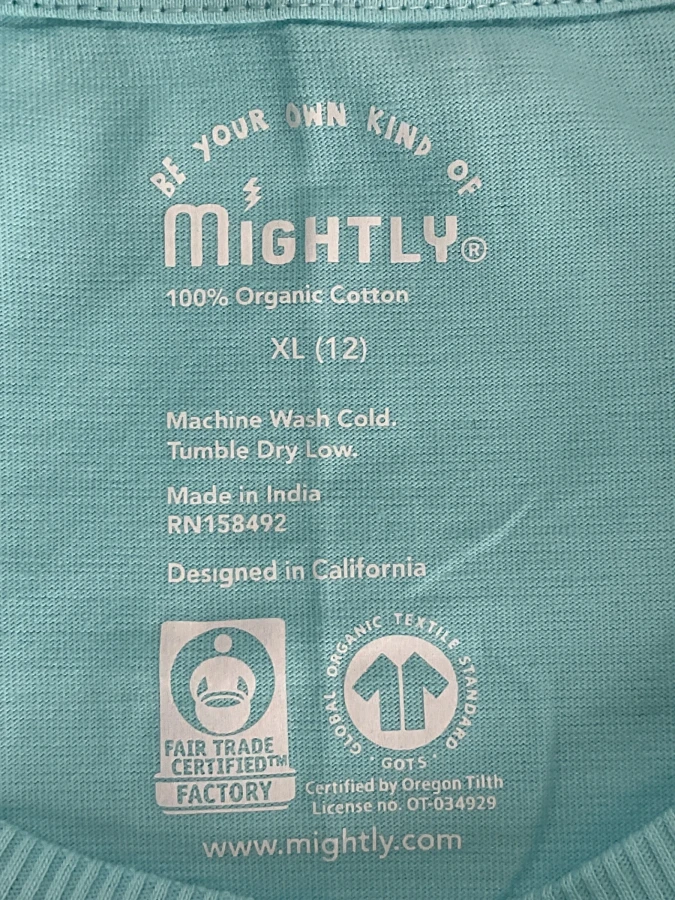 BE YOUR OWN KIND OF
MIGHTLY®
100% Organic Cotton
XL (12)
Machine Wash Cold.
Tumble Dry Low.
Made in India
RN158492
Designed in California
FAIR TRADE
CERTIFIED™
FACTORY
GLOBAL ORGANIC TEXTILE STANDARD
· GOTS ·
Certified by Oregon Tilth
License no. OT-034929
www.mightly.com